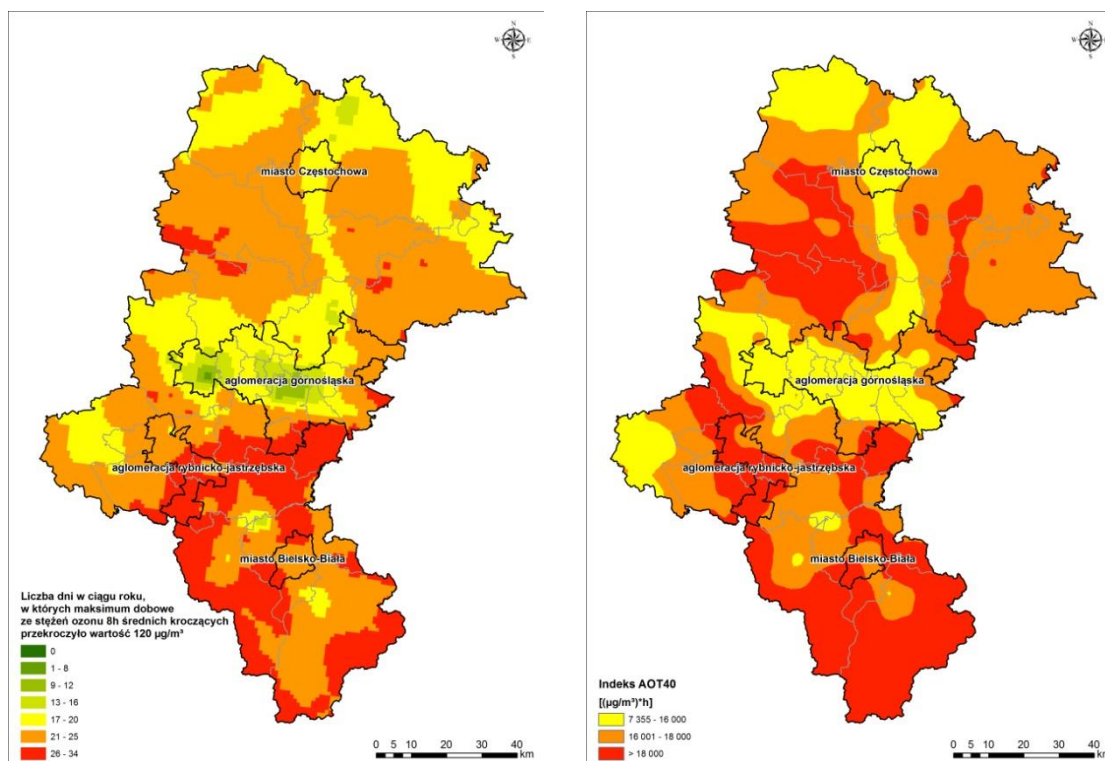 N
W E
S
miasto Częstochowa
aglomeracja górnośląska
aglomeracja rybnicko-jastrzębska
miasto Bielsko-Biała
Liczba dni w ciągu roku,
w których maksimum dobowe
ze stężeń ozonu 8h średnich kroczących
przekroczyło wartość 120 µg/m³
0
1 - 8
9 - 12
13 - 16
17 - 20
21 - 25
26 - 34
0 5 10 20 30 40
km
N
W E
S
miasto Częstochowa
aglomeracja górnośląska
aglomeracja rybnicko-jastrzębska
miasto Bielsko-Biała
Indeks AOT40
[(µg/m³)*h]
7 355 - 16 000
16 001 - 18 000
> 18 000
0 5 10 20 30 40
km